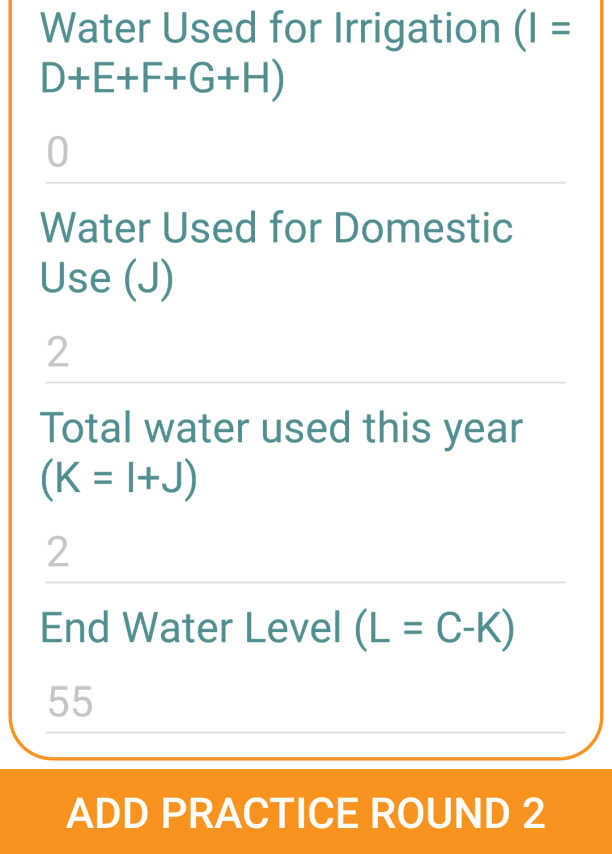 Water Used for Irrigation (I =
D+E+F+G+H)
0
Water Used for Domestic
Use (J)
2
Total water used this year
(K = I+J)
2
End Water Level (L = C-K)
55
ADD PRACTICE ROUND 2